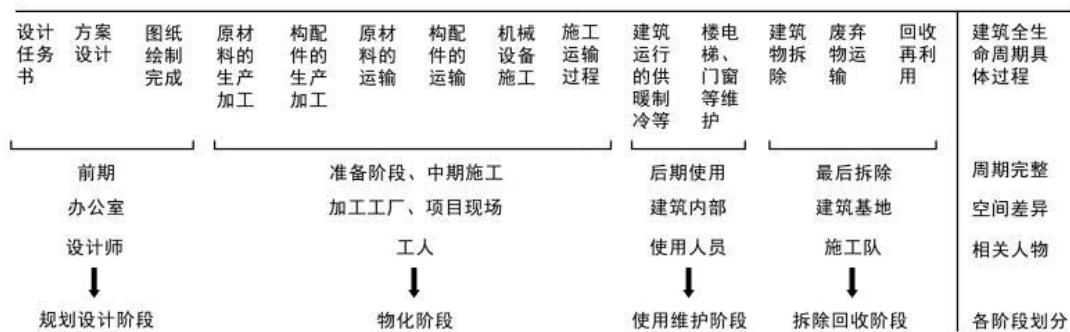 设计 方案 图纸 原材 构配 原材 构配 机械 施工 建筑 楼电 建筑 废弃 回收 建筑全生
任务 设计 绘制 料的 件的 料的 件的 设备 运输 运行 梯、 物拆 物运 再利 命周期具
书 完成 生产 生产 运输 运输 施工 过程 的供 门窗 除 输 用 体过程
加工 加工 暖制 等维
冷等 护
前期 准备阶段、中期施工 后期使用 最后拆除 周期完整
办公室 加工工厂、项目现场 建筑内部 建筑基地 空间差异
设计师 工人 使用人员 施工队 相关人物
规划设计阶段 物化阶段 使用维护阶段 拆除回收阶段 各阶段划分